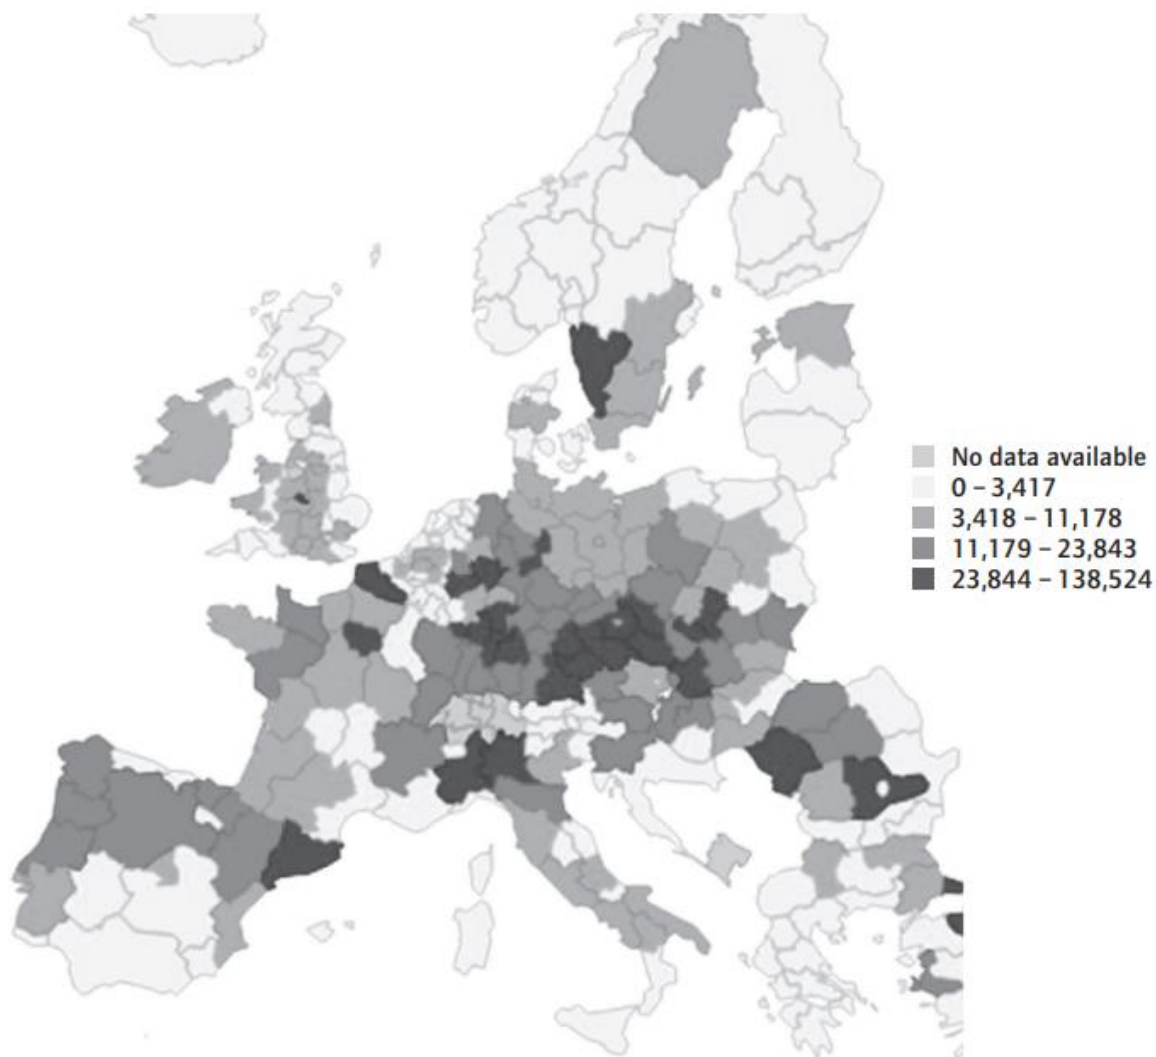 No data available
0 – 3,417
3,418 – 11,178
11,179 – 23,843
23,844 – 138,524